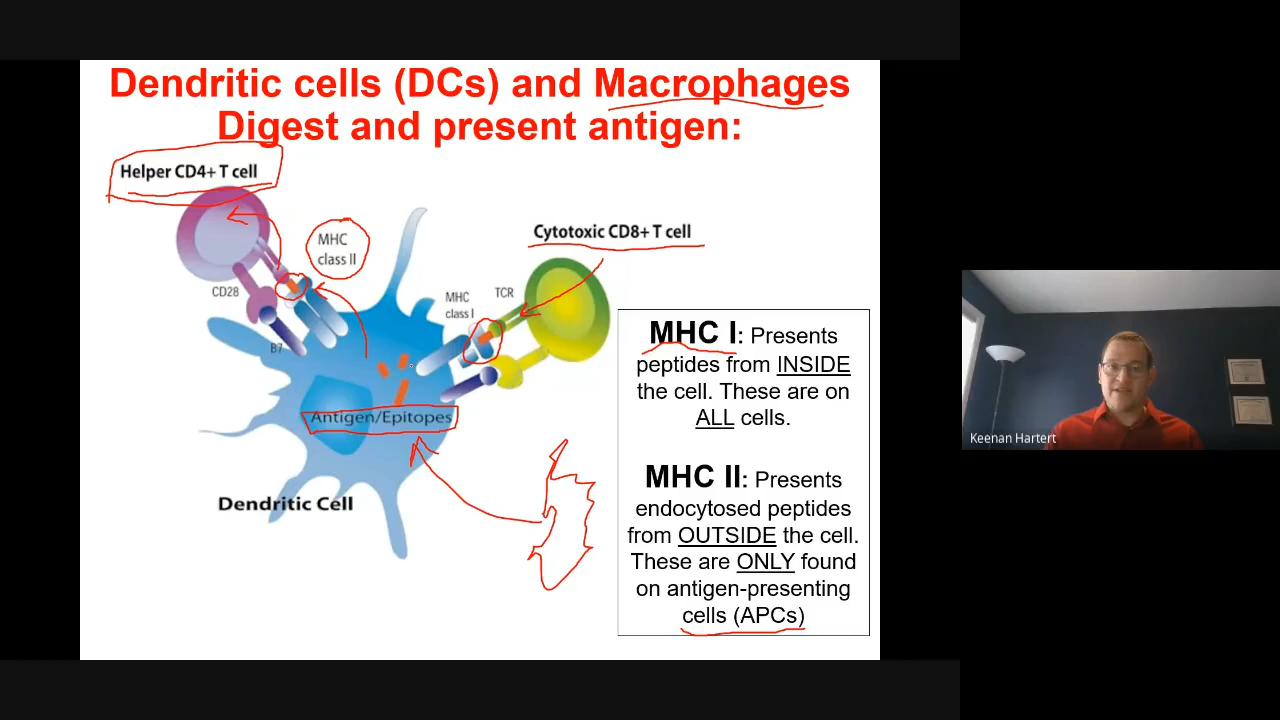 Dendritic cells (DCs) and Macrophages
Digest and present antigen:
Helper CD4+ T cell
MHC
class II
CD28
B7
Cytotoxic CD8+ T cell
MHC
class I
TCR
Antigen/Epitopes
Dendritic Cell
MHC I: Presents
peptides from INSIDE
the cell. These are on
ALL cells.
MHC II: Presents
endocytosed peptides
from OUTSIDE the cell.
These are ONLY found
on antigen-presenting
cells (APCs)
Keenan Hartert